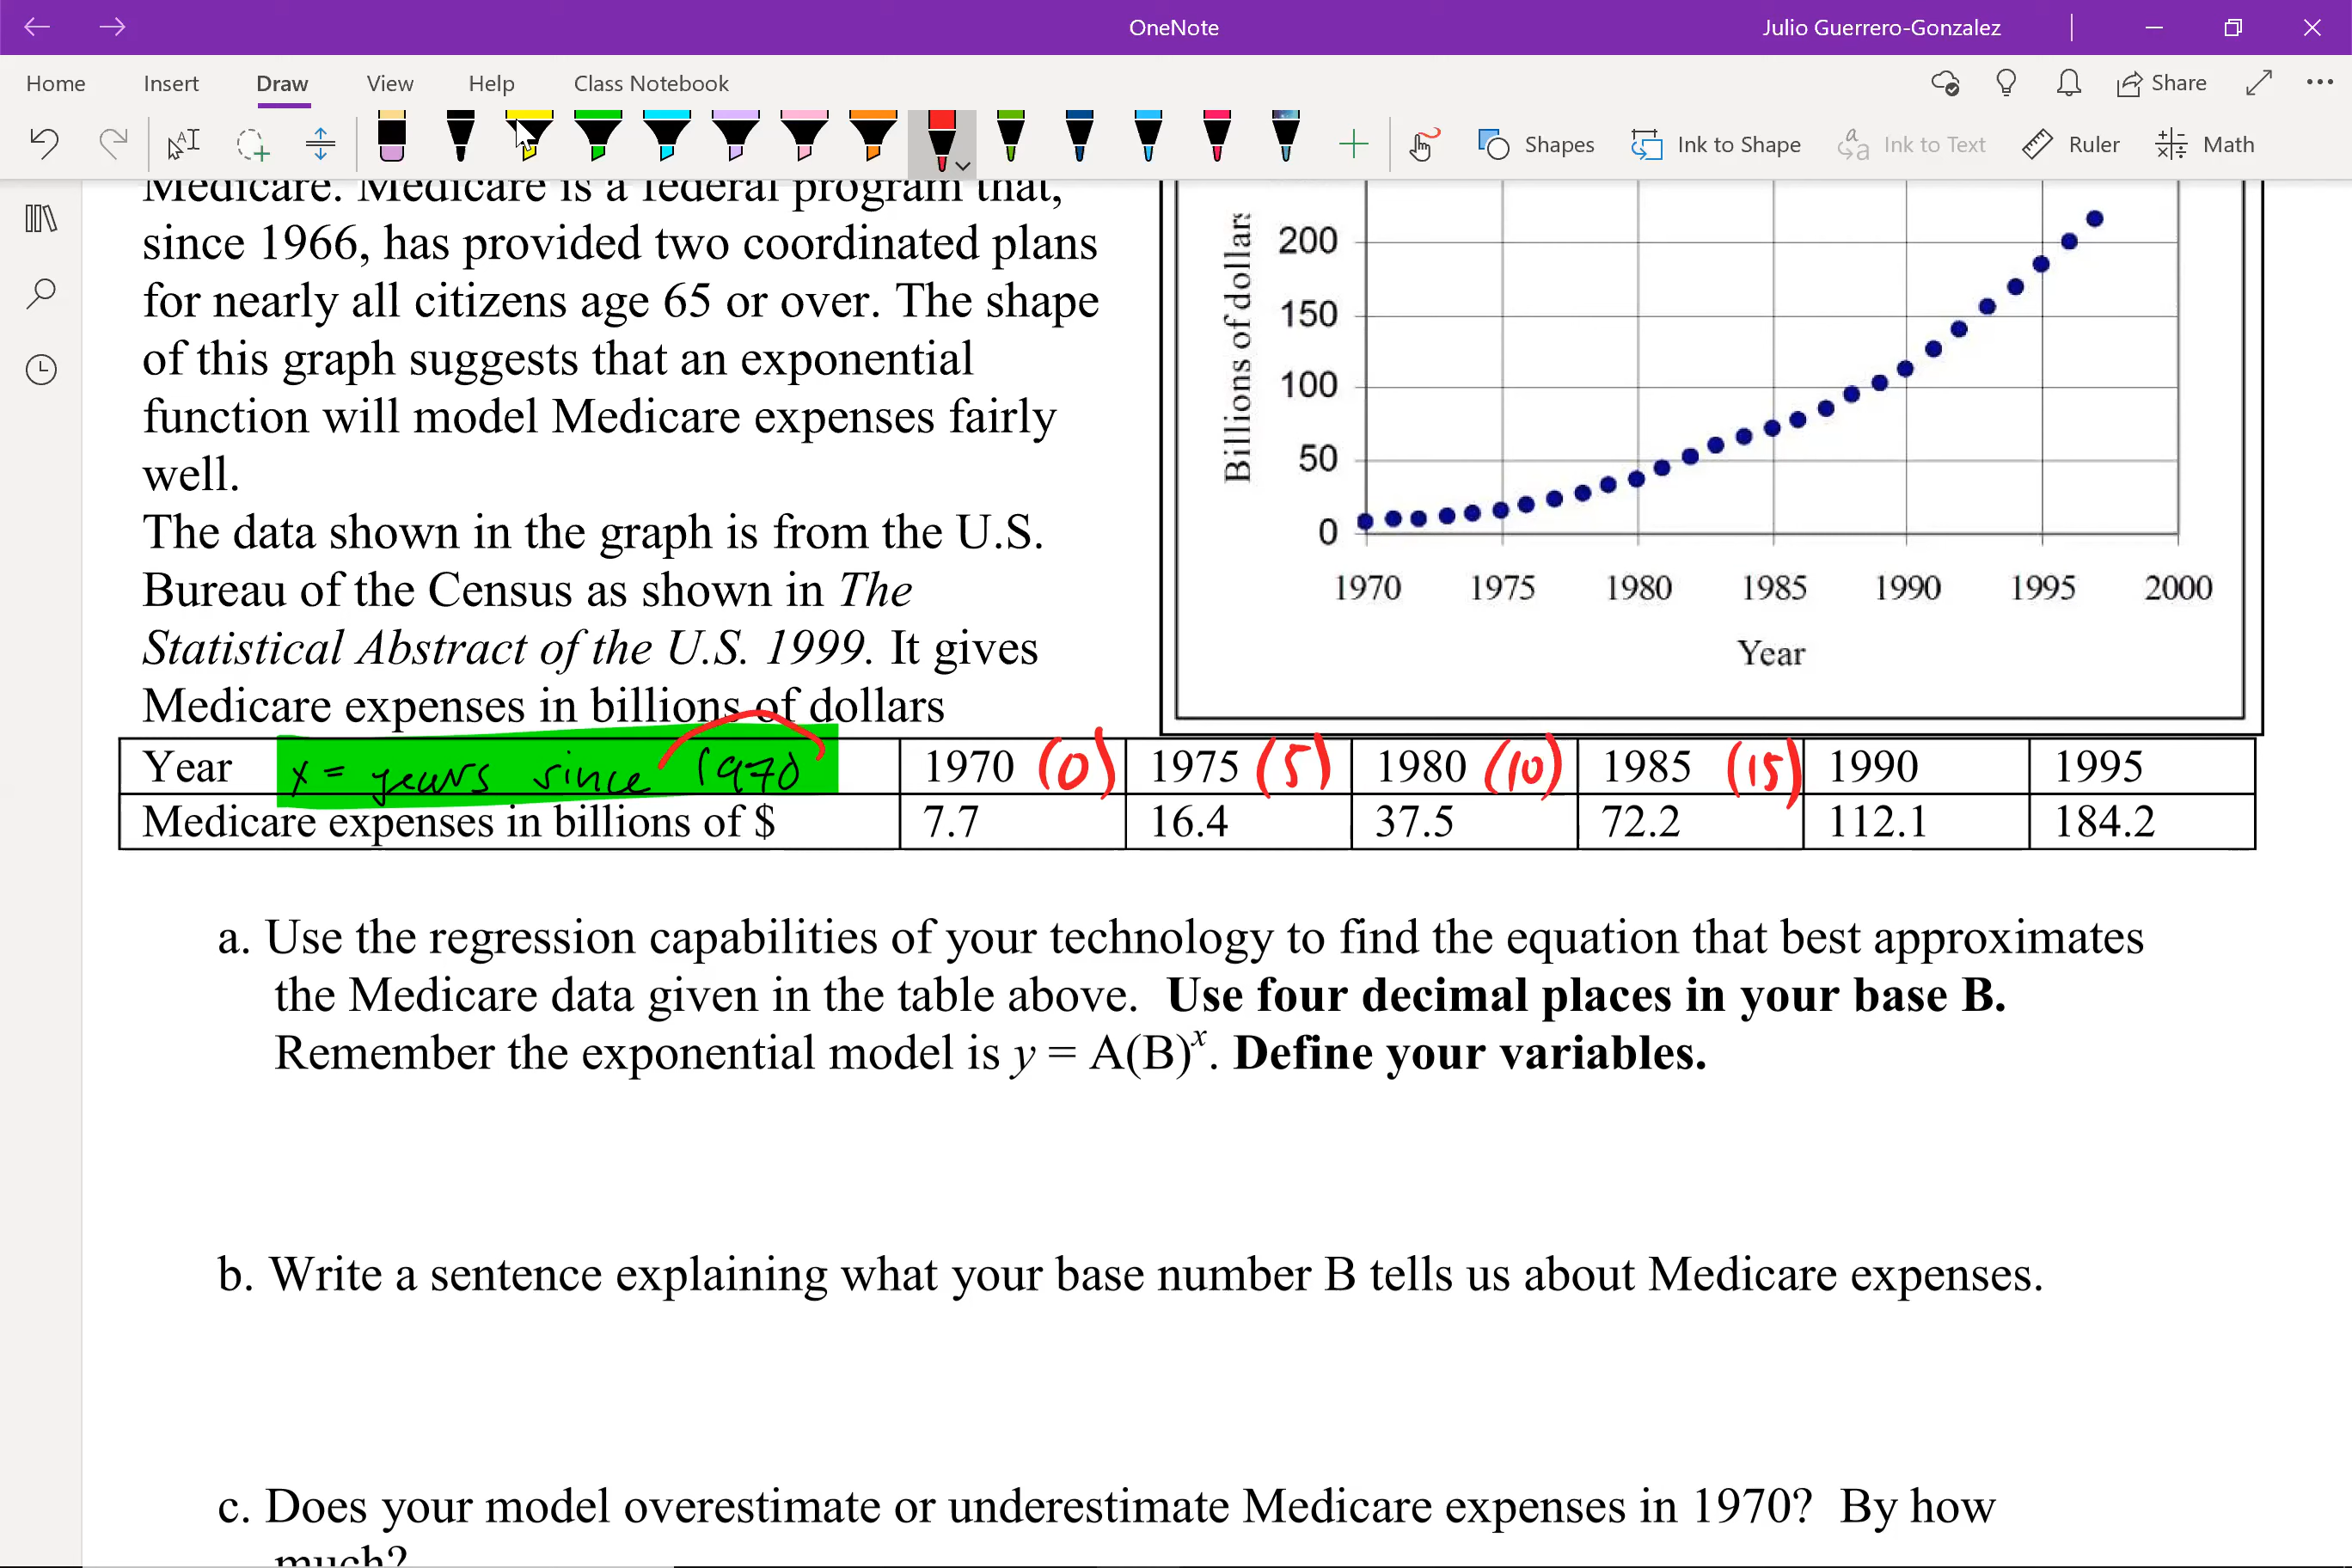 OneNote
Julio Guerrero-Gonzalez
Home Insert Draw View Help Class Notebook
Share
Shapes Ink to Shape Ink to Text Ruler Math
Medicare. Medicare is a federal program that,
since 1966, has provided two coordinated plans
for nearly all citizens age 65 or over. The shape
of this graph suggests that an exponential
function will model Medicare expenses fairly
well.
The data shown in the graph is from the U.S.
Bureau of the Census as shown in The
Statistical Abstract of the U.S. 1999. It gives
Medicare expenses in billions of dollars
Billions of dollars
200
150
100
50
0
1970 1975 1980 1985 1990 1995 2000
Year
Year x = years since 1970 1970 (0) 1975 (5) 1980 (10) 1985 (15) 1990 1995
Medicare expenses in billions of $ 7.7 16.4 37.5 72.2 112.1 184.2
a. Use the regression capabilities of your technology to find the equation that best approximates
the Medicare data given in the table above. Use four decimal places in your base B.
Remember the exponential model is y = A(B)ˣ. Define your variables.
b. Write a sentence explaining what your base number B tells us about Medicare expenses.
c. Does your model overestimate or underestimate Medicare expenses in 1970? By how
much?